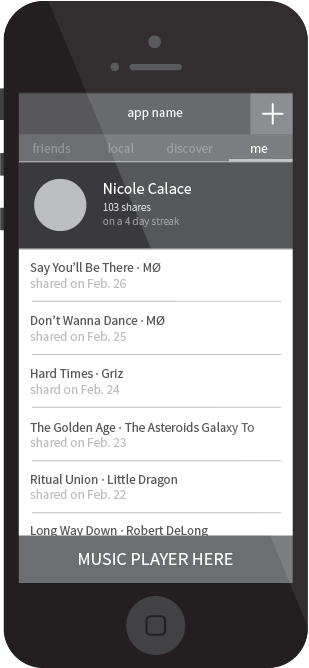 app name
friends local discover me
Nicole Calace
103 shares
on a 4 day streak
Say You'll Be There · MØ
shared on Feb. 26
Don't Wanna Dance · MØ
shared on Feb. 25
Hard Times · Griz
shard on Feb. 24
The Golden Age · The Asteroids Galaxy To
shared on Feb. 23
Ritual Union · Little Dragon
shared on Feb. 22
Long Way Down · Robert DeLong
MUSIC PLAYER HERE